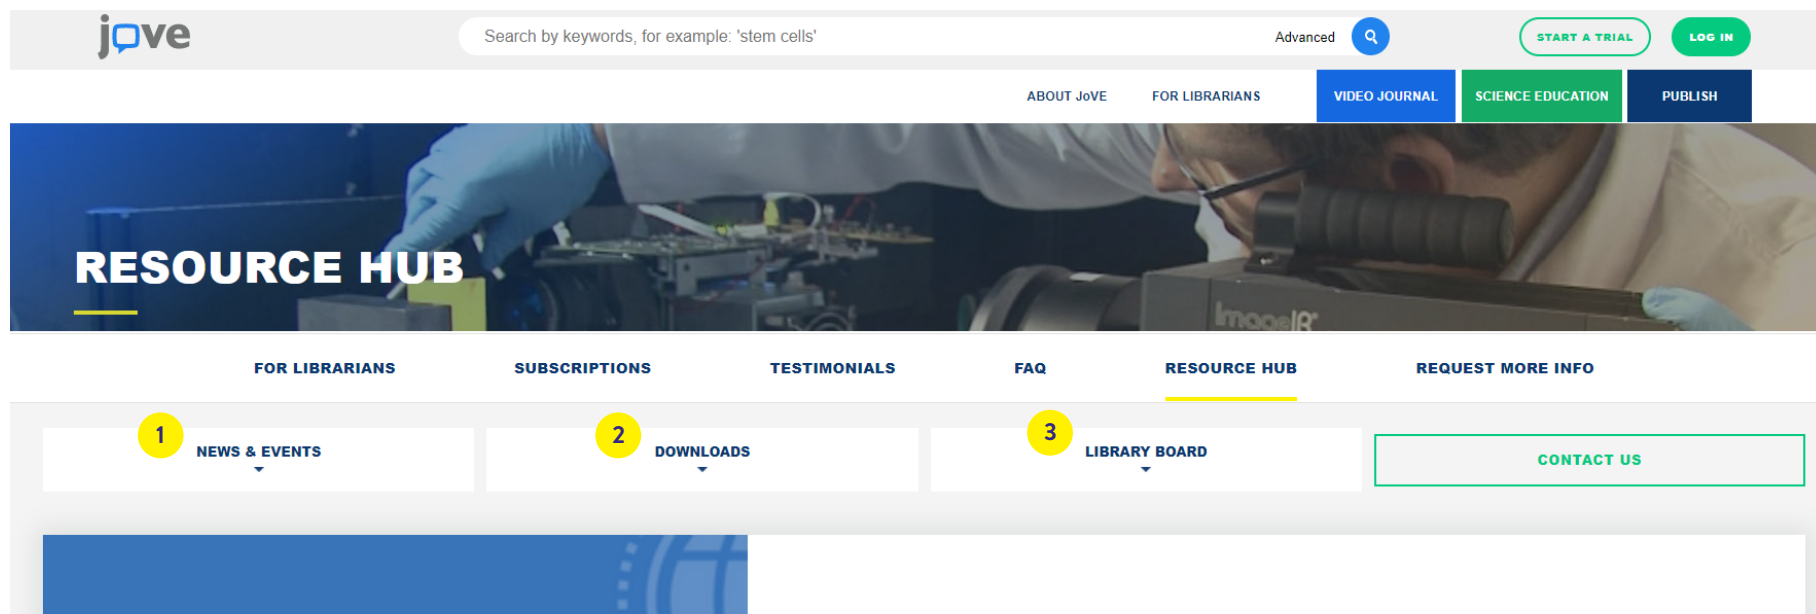 jove
Search by keywords, for example: 'stem cells'
Advanced
START A TRIAL
LOG IN
ABOUT JoVE
FOR LIBRARIANS
VIDEO JOURNAL
SCIENCE EDUCATION
PUBLISH
RESOURCE HUB
ImageIR
FOR LIBRARIANS
SUBSCRIPTIONS
TESTIMONIALS
FAQ
RESOURCE HUB
REQUEST MORE INFO
1
NEWS & EVENTS
2
DOWNLOADS
3
LIBRARY BOARD
CONTACT US